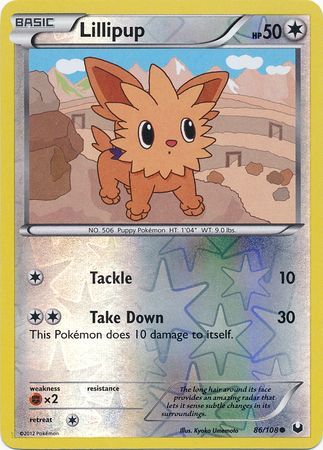 BASIC
Lillipup
HP 50
NO. 506 Puppy Pokémon HT: 1'04" WT: 9.0 lbs.
Tackle 10
Take Down 30
This Pokémon does 10 damage to itself.
weakness resistance
×2
retreat
The long hair around its face
provides an amazing radar that
lets it sense subtle changes in its
surroundings.
©2012 Pokémon
Illus. Kyoko Umemoto
86/108